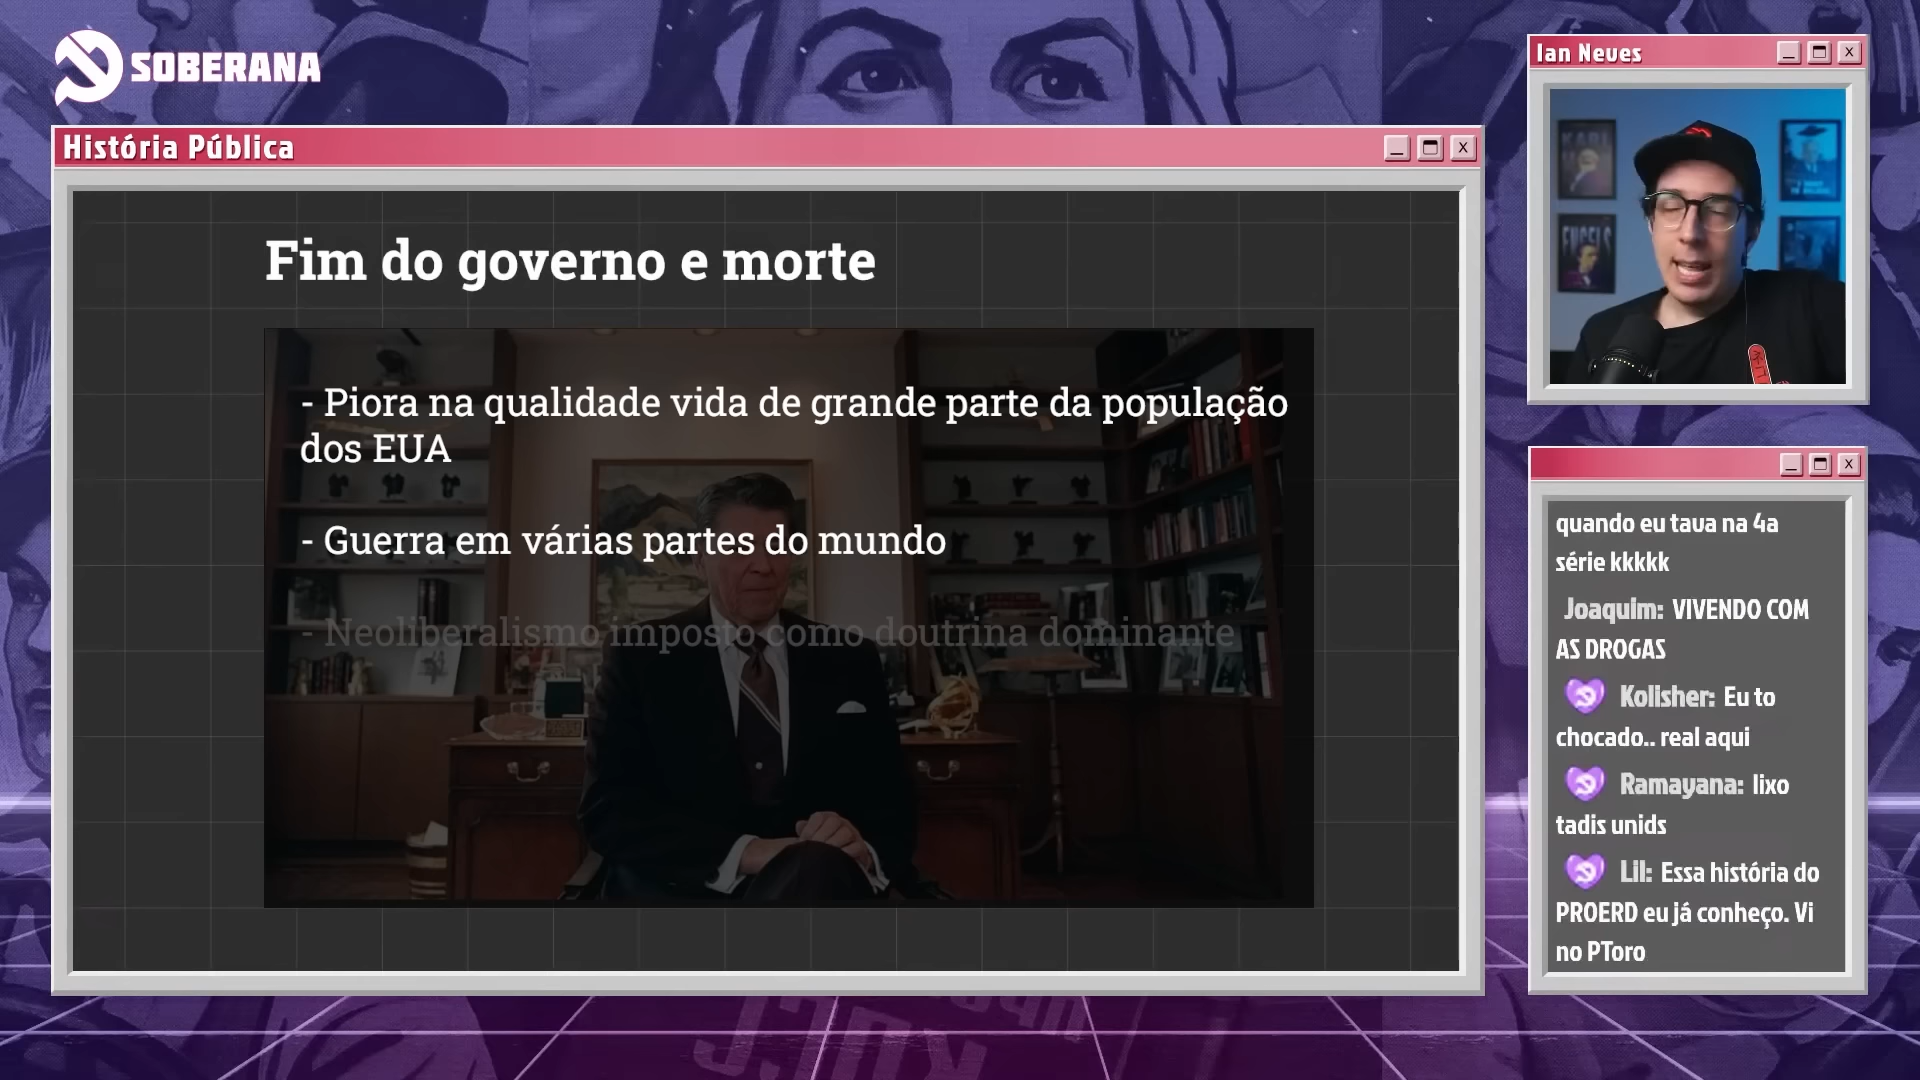 SOBERANA
História Pública
Fim do governo e morte
- Piora na qualidade vida de grande parte da população
dos EUA
- Guerra em várias partes do mundo
- Neoliberalismo imposto como doutrina dominante
Ian Neves
KARL
ENGELS
quando eu tava na 4a
série kkkkk
Joaquim: VIVENDO COM
AS DROGAS
Kolisher: Eu to
chocado.. real aqui
Ramayana: lixo
tadis unids
Lil: Essa história do
PROERD eu já conheço. Vi
no PToro